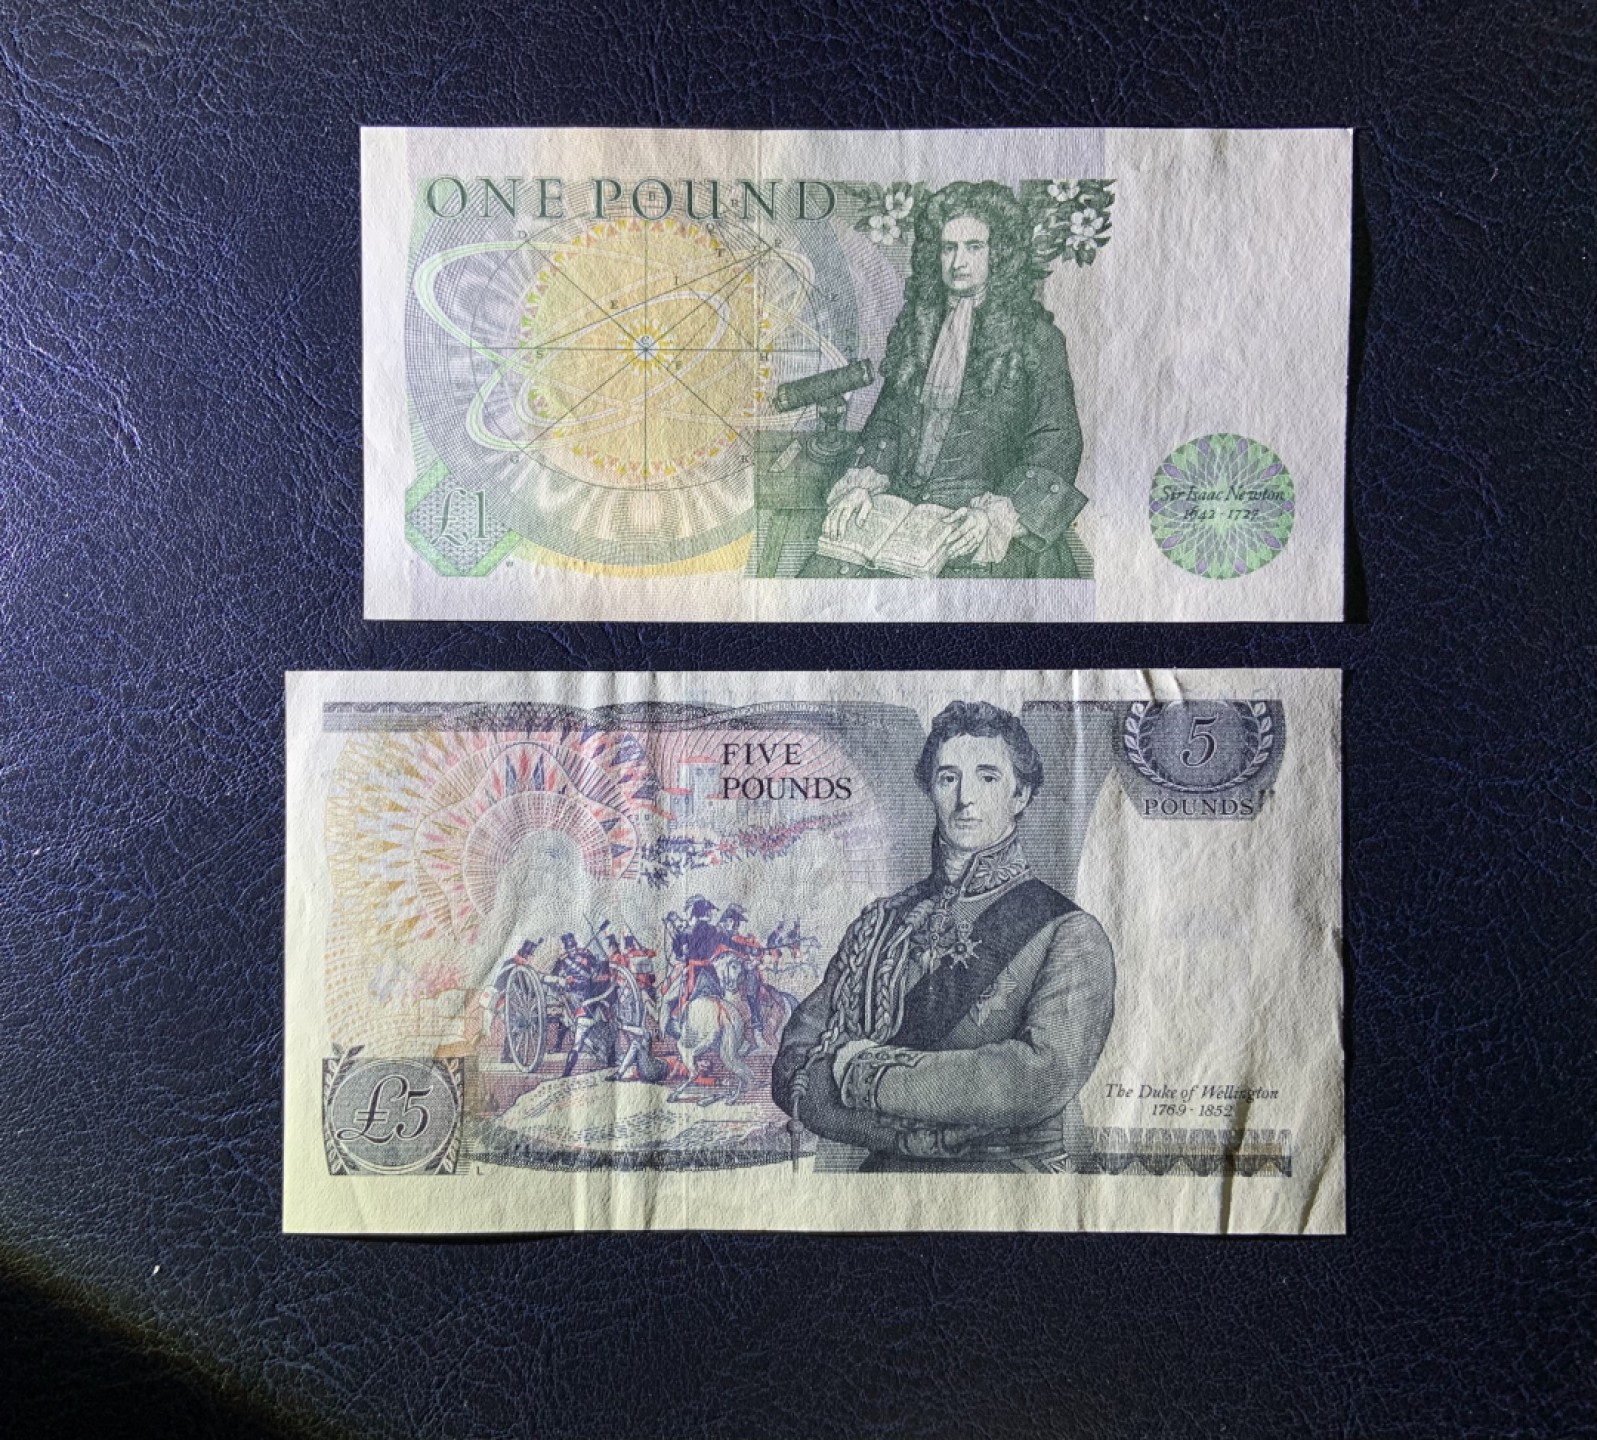 ONE POUND
£1
Sir Isaac Newton
1642 - 1727
FIVE
POUNDS
5
POUNDS
£5
The Duke of Wellington
1769 - 1852
L